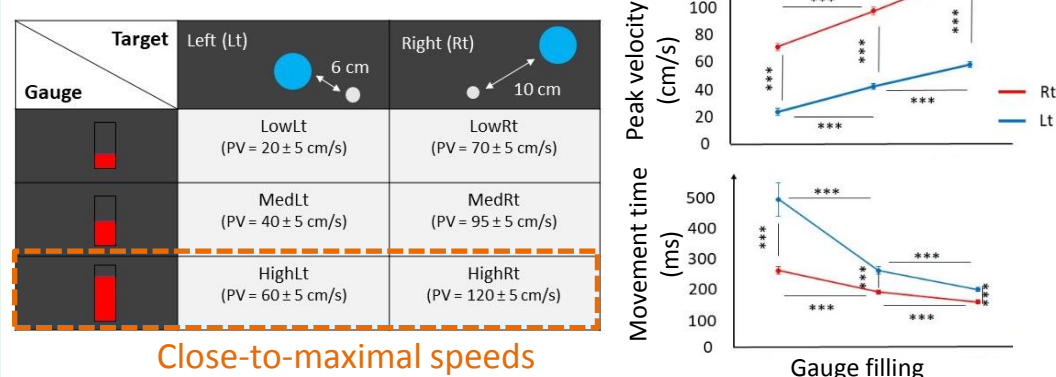 Target
Gauge
Left (Lt)
6 cm
Right (Rt)
10 cm
LowLt
(PV = 20 ± 5 cm/s)
LowRt
(PV = 70 ± 5 cm/s)
MedLt
(PV = 40 ± 5 cm/s)
MedRt
(PV = 95 ± 5 cm/s)
HighLt
(PV = 60 ± 5 cm/s)
HighRt
(PV = 120 ± 5 cm/s)
Close-to-maximal speeds
Peak velocity
(cm/s)
100
80
60
40
20
0
***
***
***
***
***
***
Rt
Lt
Movement time
(ms)
500
400
300
200
100
0
***
***
***
***
***
***
***
Gauge filling